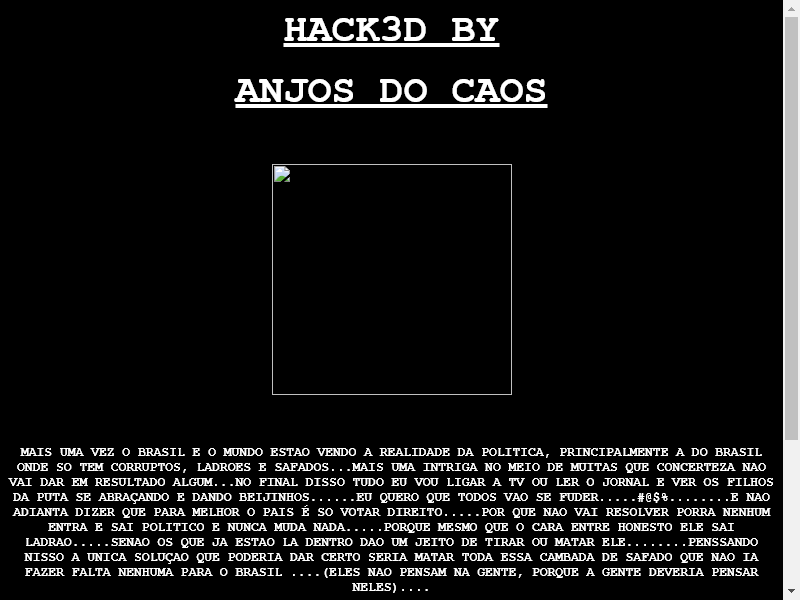 HACK3D BY
ANJOS DO CAOS
MAIS UMA VEZ O BRASIL E O MUNDO ESTAO VENDO A REALIDADE DA POLITICA, PRINCIPALMENTE A DO BRASIL
ONDE SO TEM CORRUPTOS, LADROES E SAFADOS...MAIS UMA INTRIGA NO MEIO DE MUITAS QUE CONCERTEZA NAO
VAI DAR EM RESULTADO ALGUM...NO FINAL DISSO TUDO EU VOU LIGAR A TV OU LER O JORNAL E VER OS FILHOS
DA PUTA SE ABRAÇANDO E DANDO BEIJINHOS......EU QUERO QUE TODOS VAO SE FUDER.....#@$%........E NAO
ADIANTA DIZER QUE PARA MELHOR O PAIS É SO VOTAR DIREITO.....POR QUE NAO VAI RESOLVER PORRA NENHUM
ENTRA E SAI POLITICO E NUNCA MUDA NADA.....PORQUE MESMO QUE O CARA ENTRE HONESTO ELE SAI
LADRAO.....SENAO OS QUE JA ESTAO LA DENTRO DAO UM JEITO DE TIRAR OU MATAR ELE........PENSSANDO
NISSO A UNICA SOLUÇAO QUE PODERIA DAR CERTO SERIA MATAR TODA ESSA CAMBADA DE SAFADO QUE NAO IA
FAZER FALTA NENHUMA PARA O BRASIL ....(ELES NAO PENSAM NA GENTE, PORQUE A GENTE DEVERIA PENSAR
NELES)....